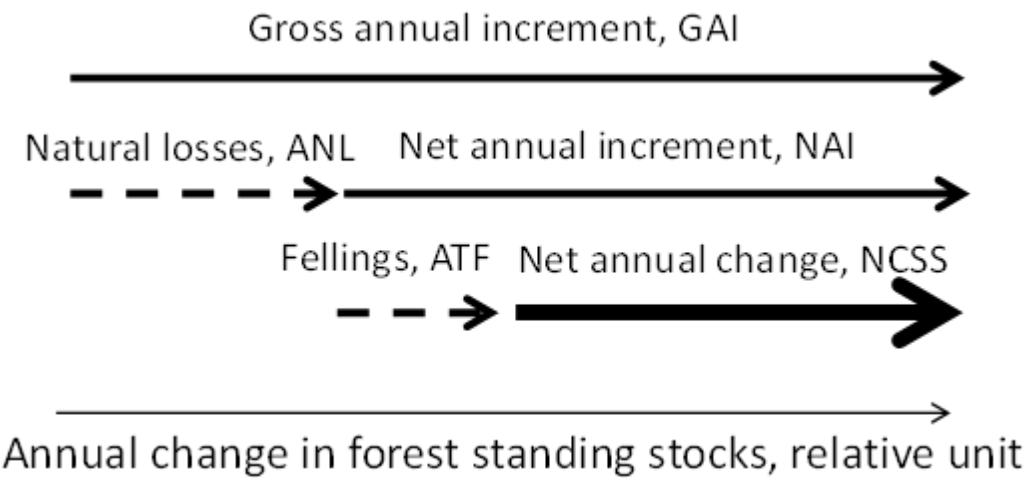 Gross annual increment, GAI
Natural losses, ANL Net annual increment, NAI
Fellings, ATF Net annual change, NCSS
Annual change in forest standing stocks, relative unit